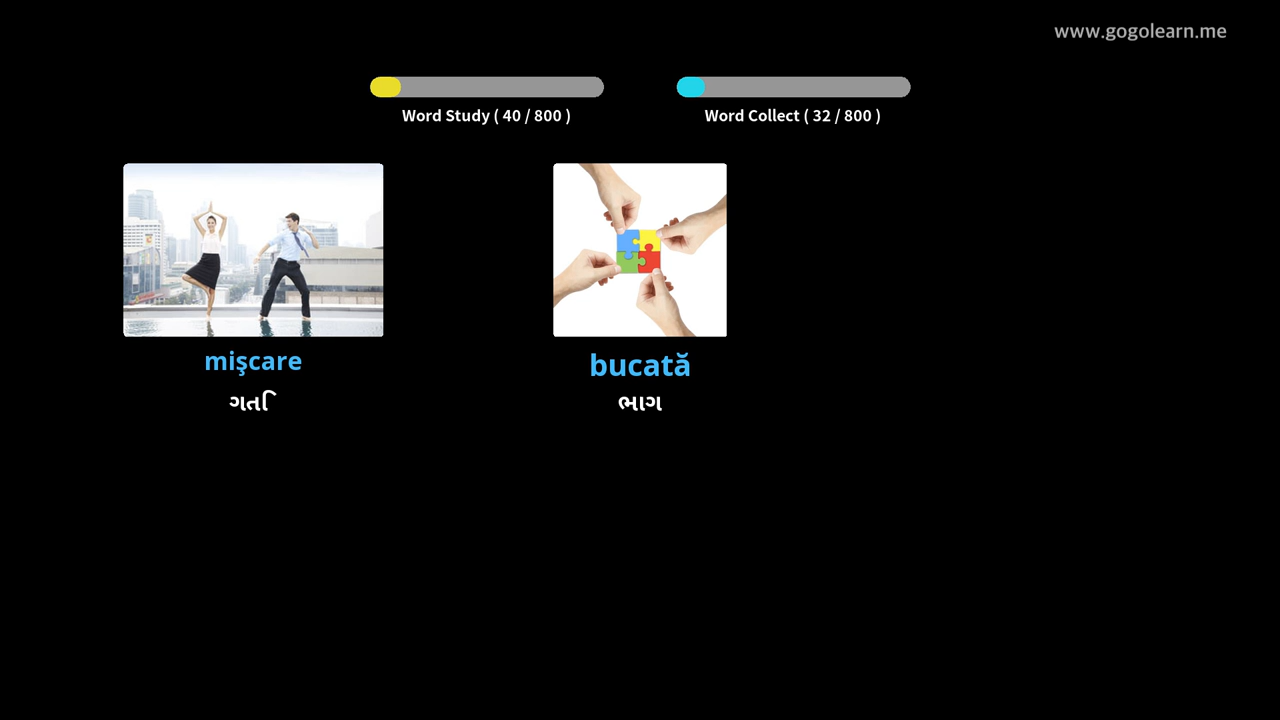 www.gogolearn.me
Word Study ( 40 / 800 )
Word Collect ( 32 / 800 )
mişcare
bucată
ગતિ
ભાગ